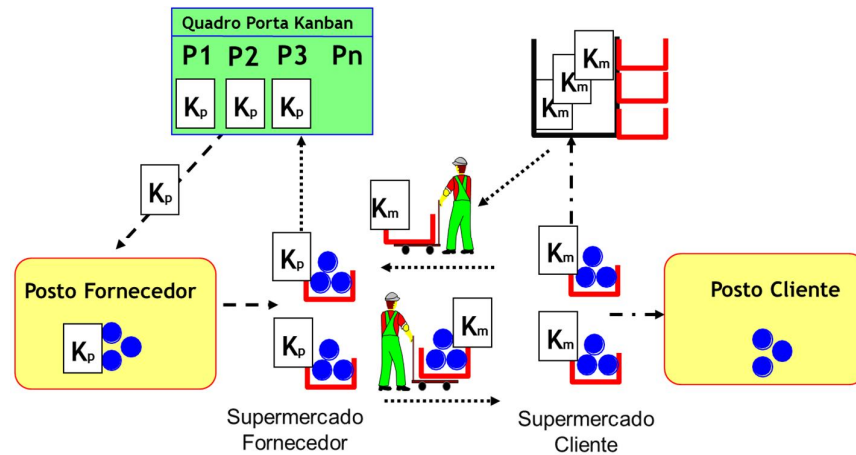 Quadro Porta Kanban
P1 P2 P3 Pn
Kp Kp Kp
Km
Km
Km
Kp
Km
Kp
Km
Posto Fornecedor
Posto Cliente
Kp
Kp
Km
Km
Supermercado
Fornecedor
Supermercado
Cliente